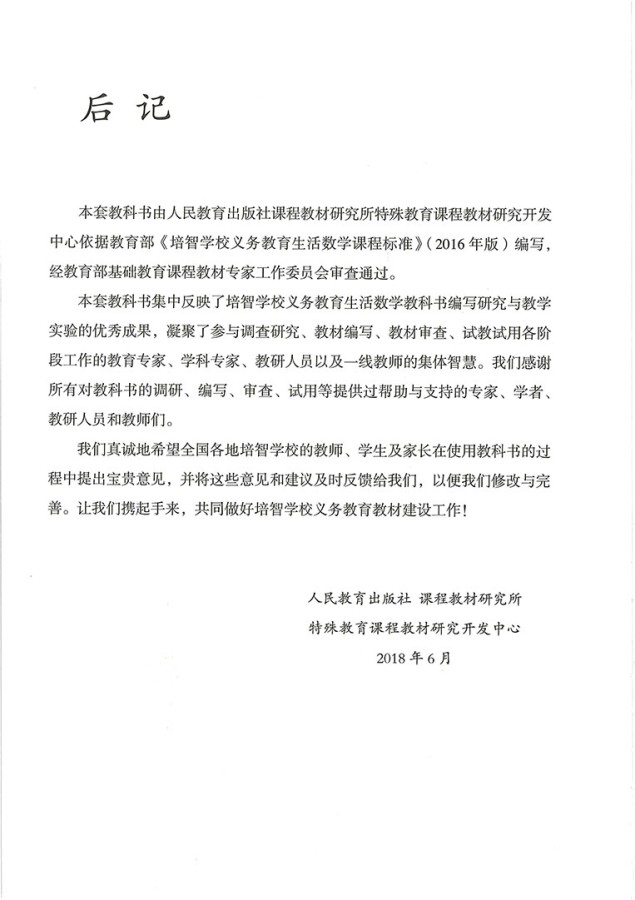 后 记
本套教科书由人民教育出版社课程教材研究所特殊教育课程教材研究开发
中心依据教育部《培智学校义务教育生活数学课程标准》（2016 年版）编写，
经教育部基础教育课程教材专家工作委员会审查通过。
本套教科书集中反映了培智学校义务教育生活数学教科书编写研究与教学
实验的优秀成果，凝聚了参与调查研究、教材编写、教材审查、试教试用各阶
段工作的教育专家、学科专家、教研人员以及一线教师的集体智慧。我们感谢
所有对教科书的调研、编写、审查、试用等提供过帮助与支持的专家、学者、
教研人员和教师们。
我们真诚地希望全国各地培智学校的教师、学生及家长在使用教科书的过
程中提出宝贵意见，并将这些意见和建议及时反馈给我们，以便我们修改与完
善。让我们携起手来，共同做好培智学校义务教育教材建设工作！
人民教育出版社 课程教材研究所
特殊教育课程教材研究开发中心
2018 年 6 月